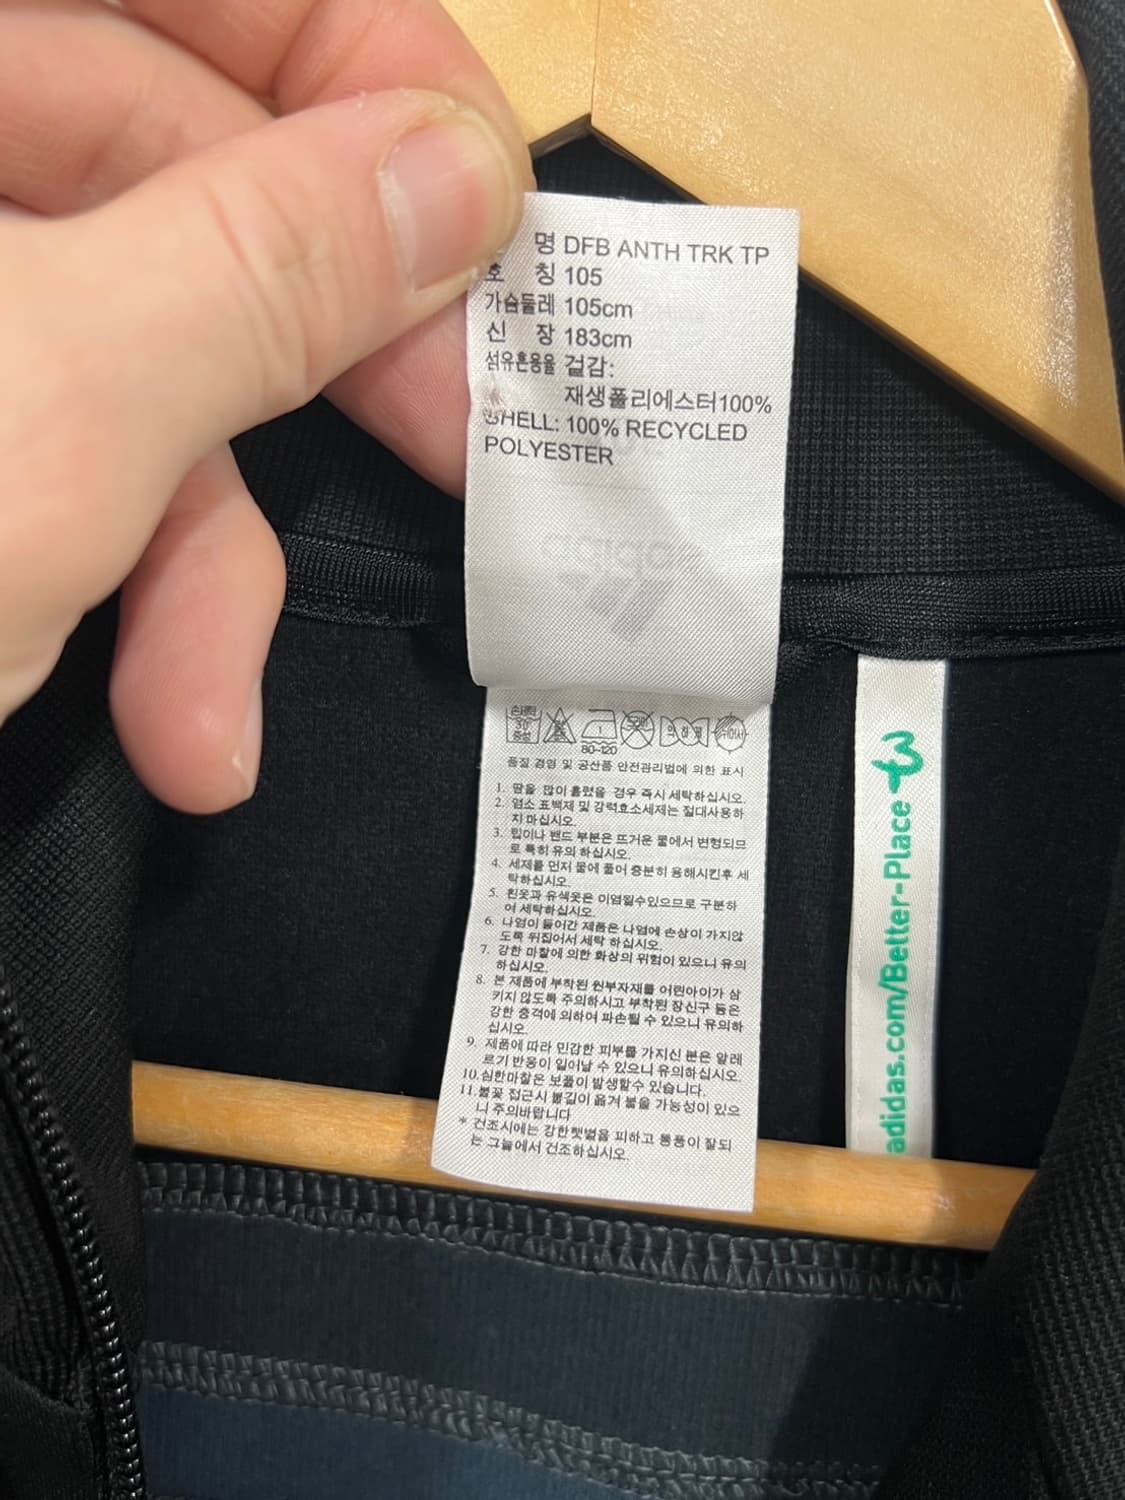 명 DFB ANTH TRK TP
호 칭 105
가슴둘레 105cm
신 장 183cm
섬유혼용율 겉감:
재생폴리에스터100%
SHELL: 100% RECYCLED
POLYESTER
adidas
손세탁 30° 중성
80~120
품질 경영 및 공산품 안전관리법에 의한 표시
1. 땀을 많이 흘렸을 경우 즉시 세탁하십시오.
2. 염소 표백제 및 강력효소세제는 절대사용하
지 마십시오.
3. 립이나 밴드 부분은 뜨거운 물에서 변형되므
로 특히 유의 하십시오.
4. 세제를 먼저 물에 풀어 충분히 용해시킨후 세
탁하십시오.
5. 흰옷과 유색옷은 이염될수있으므로 구분하
여 세탁하십시오.
6. 나염이 들어간 제품은 나염에 손상이 가지않
도록 뒤집어서 세탁 하십시오.
7. 강한 마찰에 의한 화상의 위험이 있으니 유의
하십시오.
8. 본 제품에 부착된 원부자재를 어린아이가 삼
키지 않도록 주의하시고 부착된 장신구 등은
강한 충격에 의하여 파손될 수 있으니 유의하
십시오.
9. 제품에 따라 민감한 피부를 가지신 분은 알레
르기 반응이 일어날 수 있으니 유의하십시오.
10.심한마찰은 보풀이 발생할수 있습니다.
11.불꽃 접근시 불길이 옮겨 붙을 가능성이 있으
니 주의바랍니다
* 건조시에는 강한햇볕을 피하고 통풍이 잘되
는 그늘에서 건조하십시오.
adidas.com/Better-Place